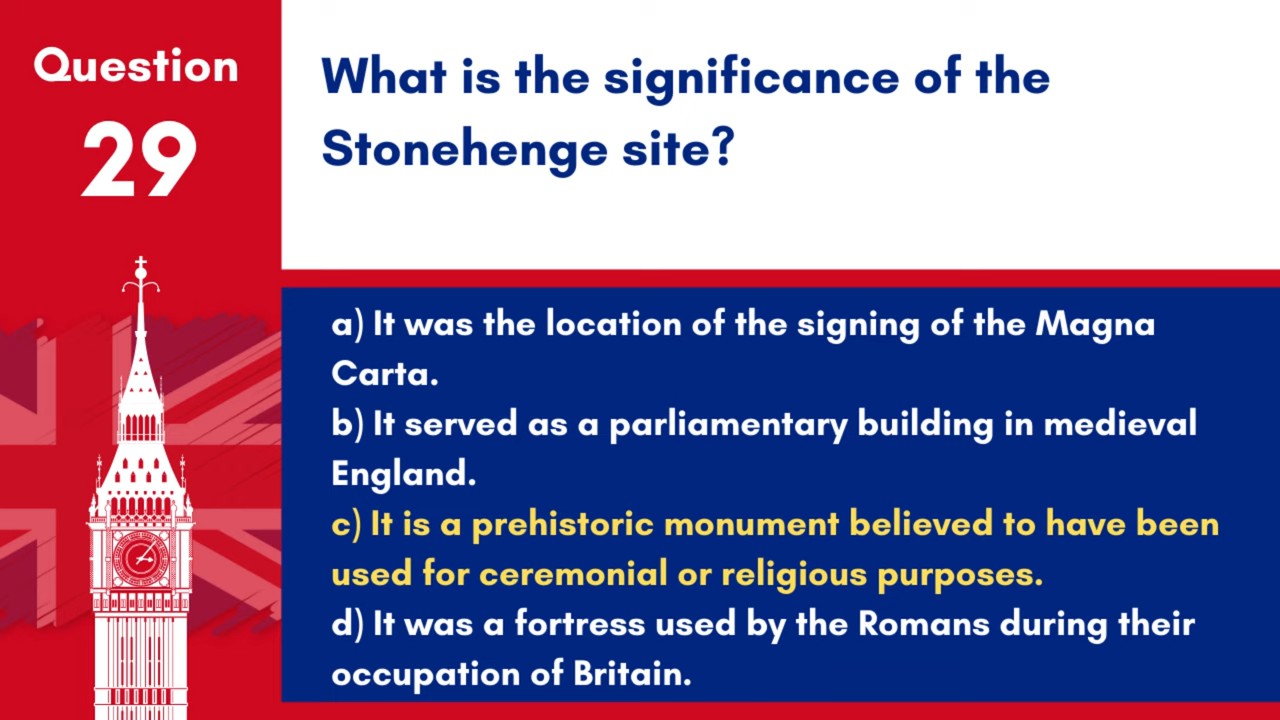 Question
29
What is the significance of the
Stonehenge site?
a) It was the location of the signing of the Magna
Carta.
b) It served as a parliamentary building in medieval
England.
c) It is a prehistoric monument believed to have been
used for ceremonial or religious purposes.
d) It was a fortress used by the Romans during their
occupation of Britain.